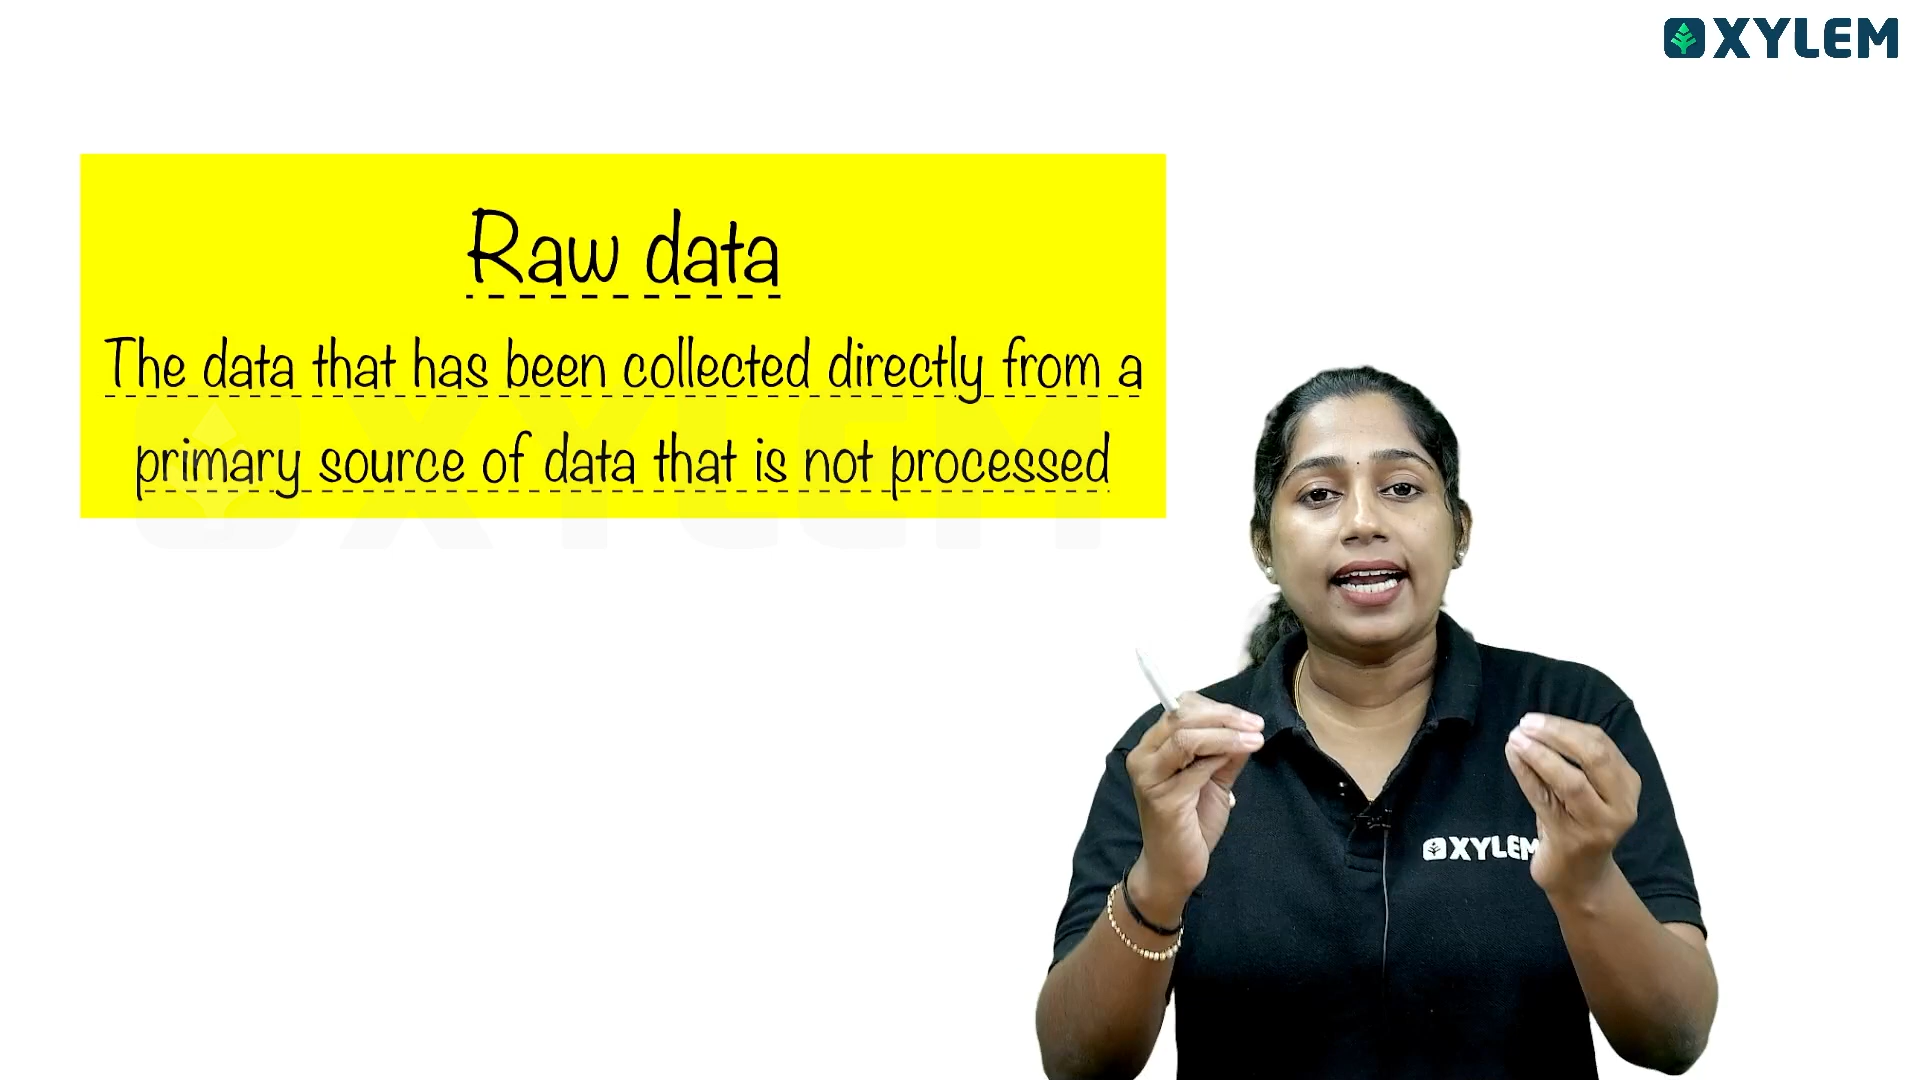 XYLEM
Raw data
The data that has been collected directly from a
primary source of data that is not processed
XYLEM
XYLEM